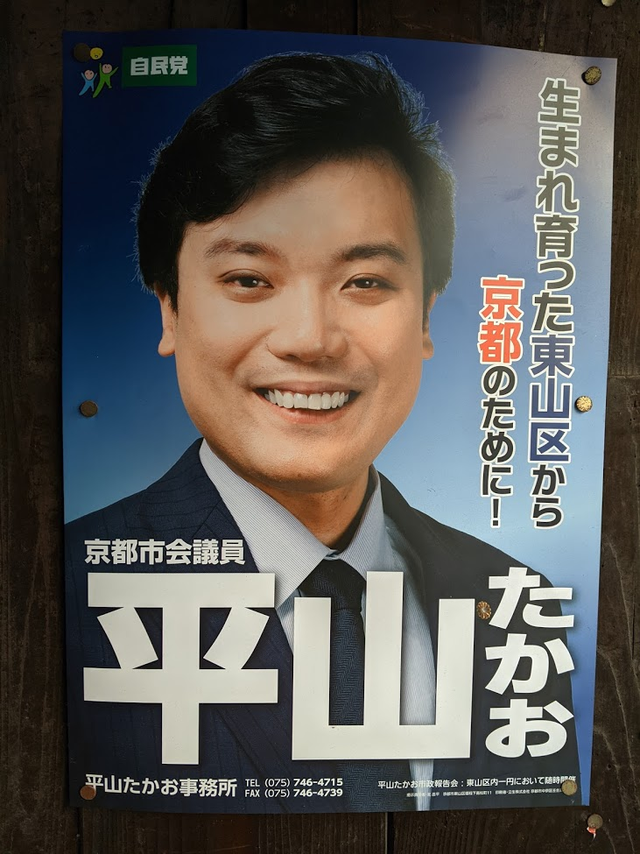 自民党
生まれ育った東山区から
京都のために!
京都市会議員
平山たかお
平山たかお事務所
TEL (075) 746-4715
FAX (075) 746-4739
平山たかお市政報告会:東山区内一円において随時開催